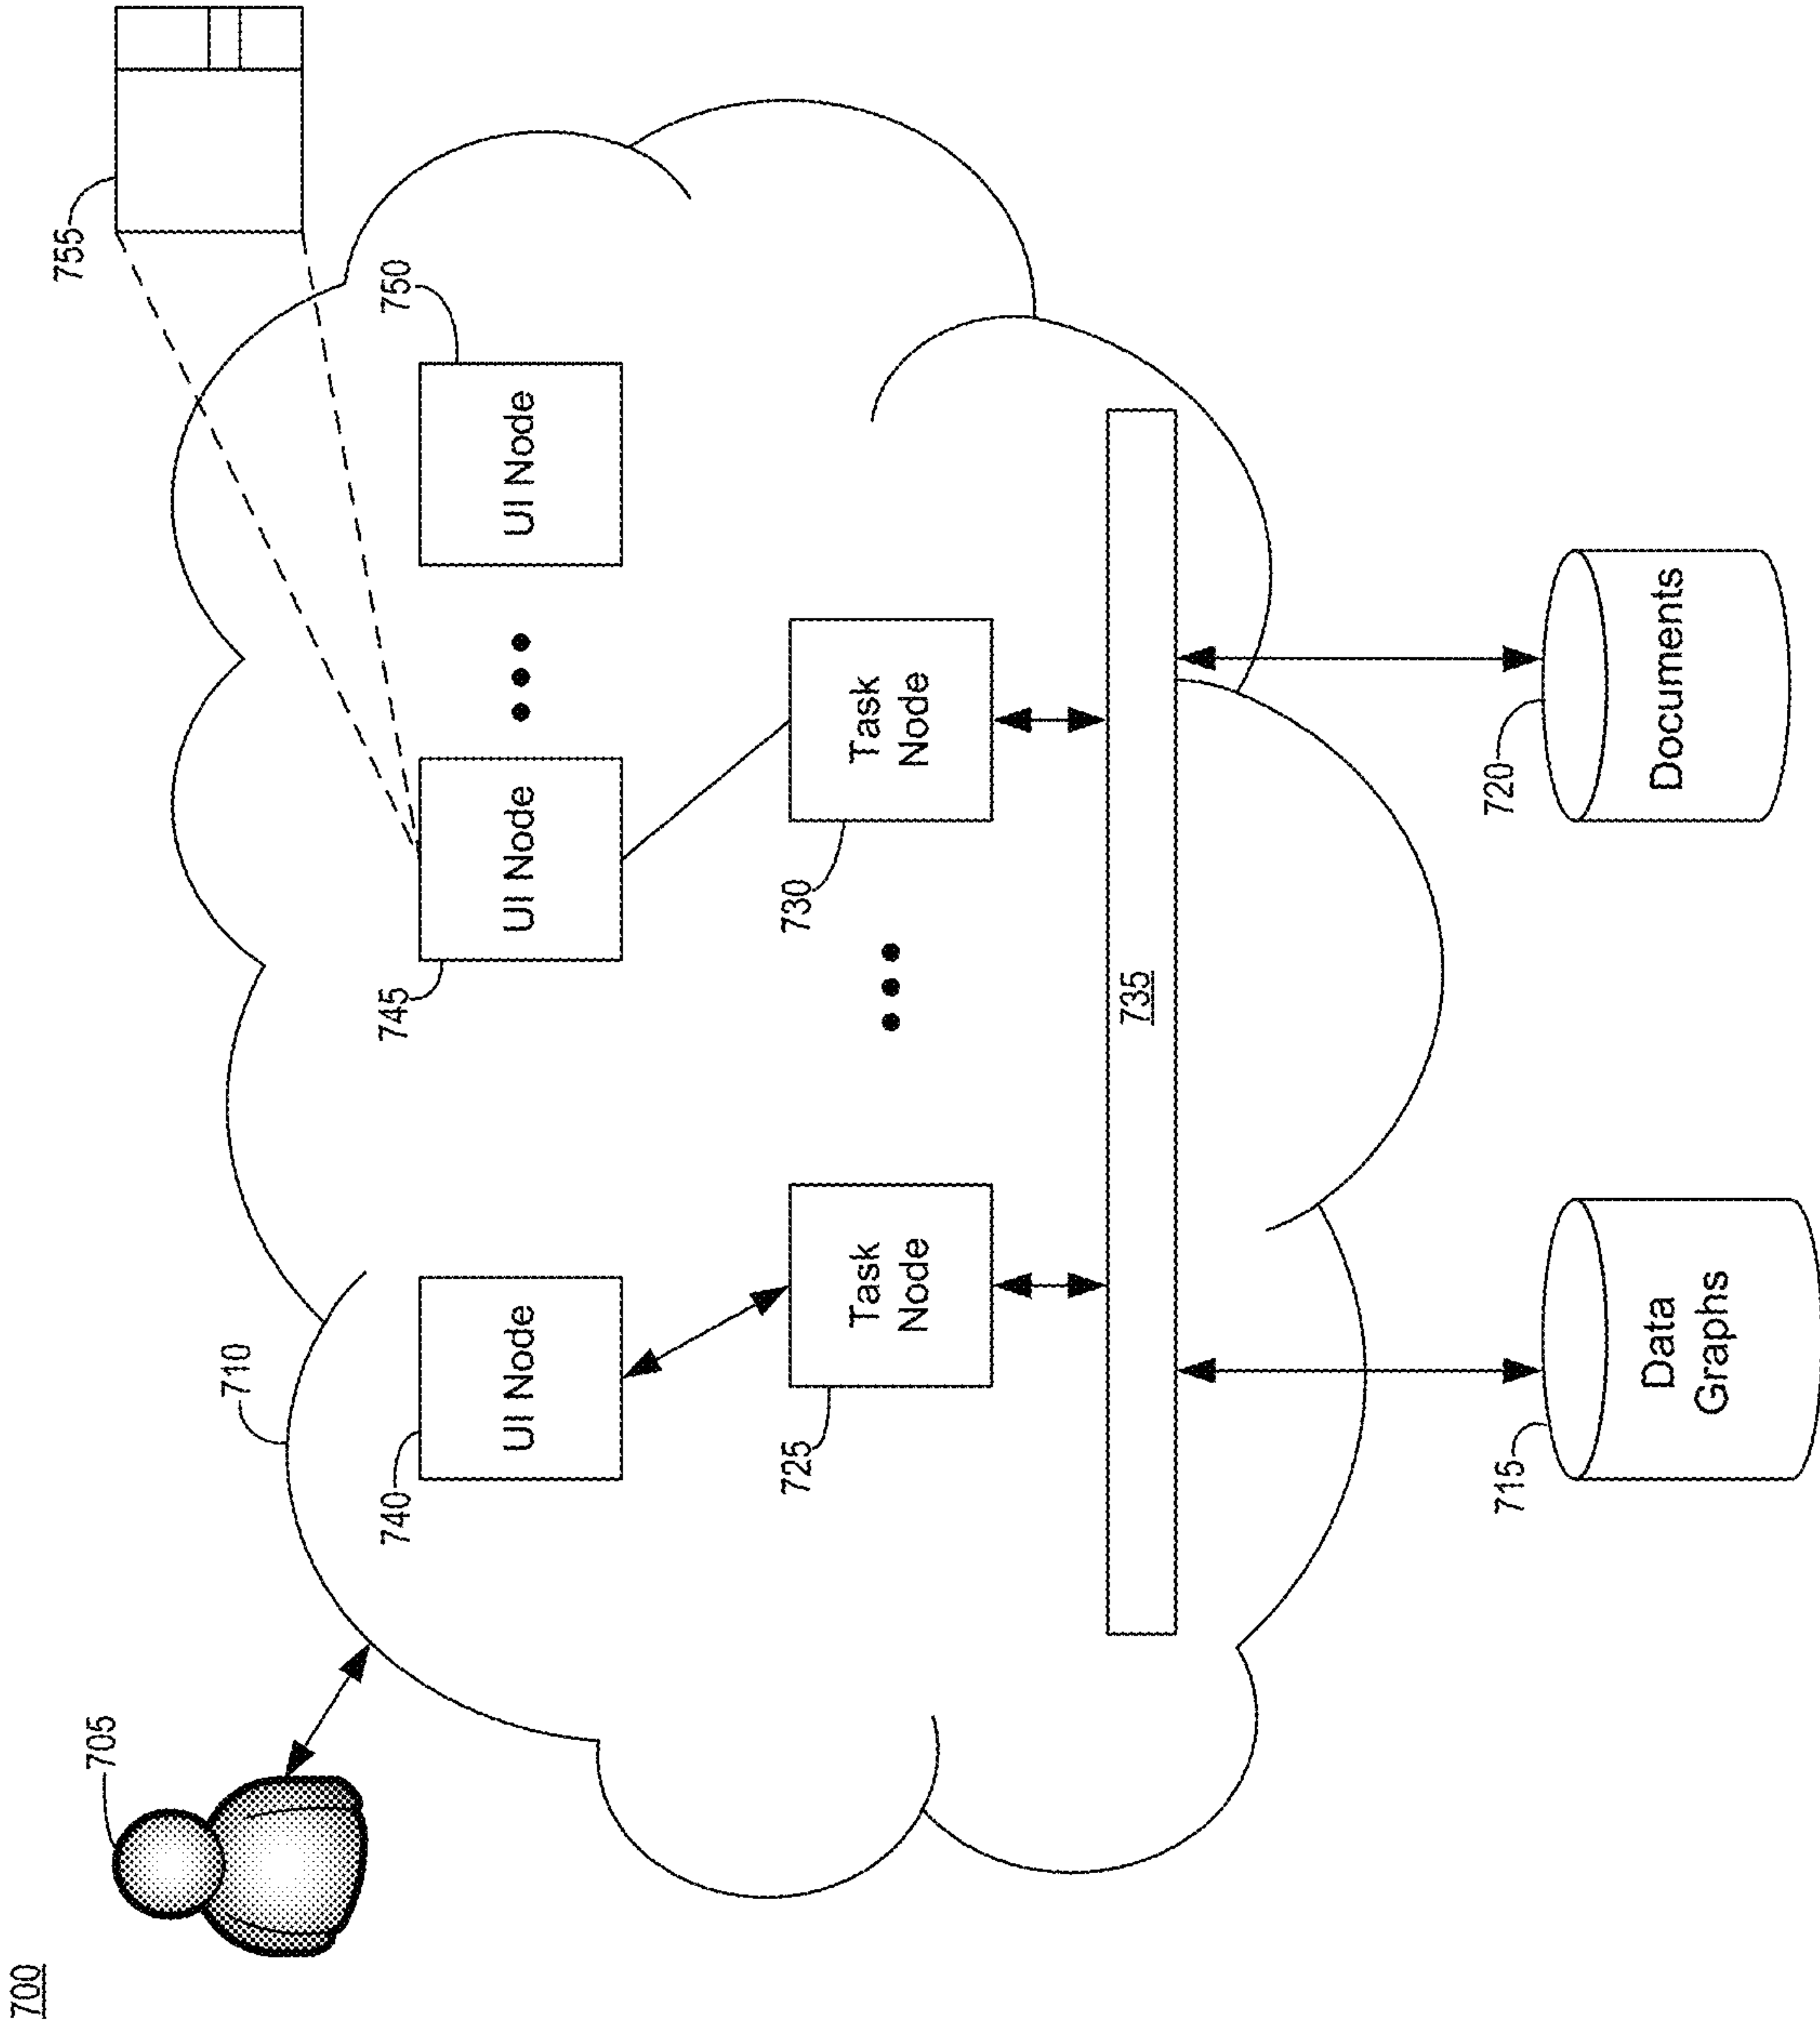 700
705
755
710
740
745
750
UI Node
UI Node
UI Node
725
730
Task
Node
Task
Node
735
715
720
Data
Graphs
Documents